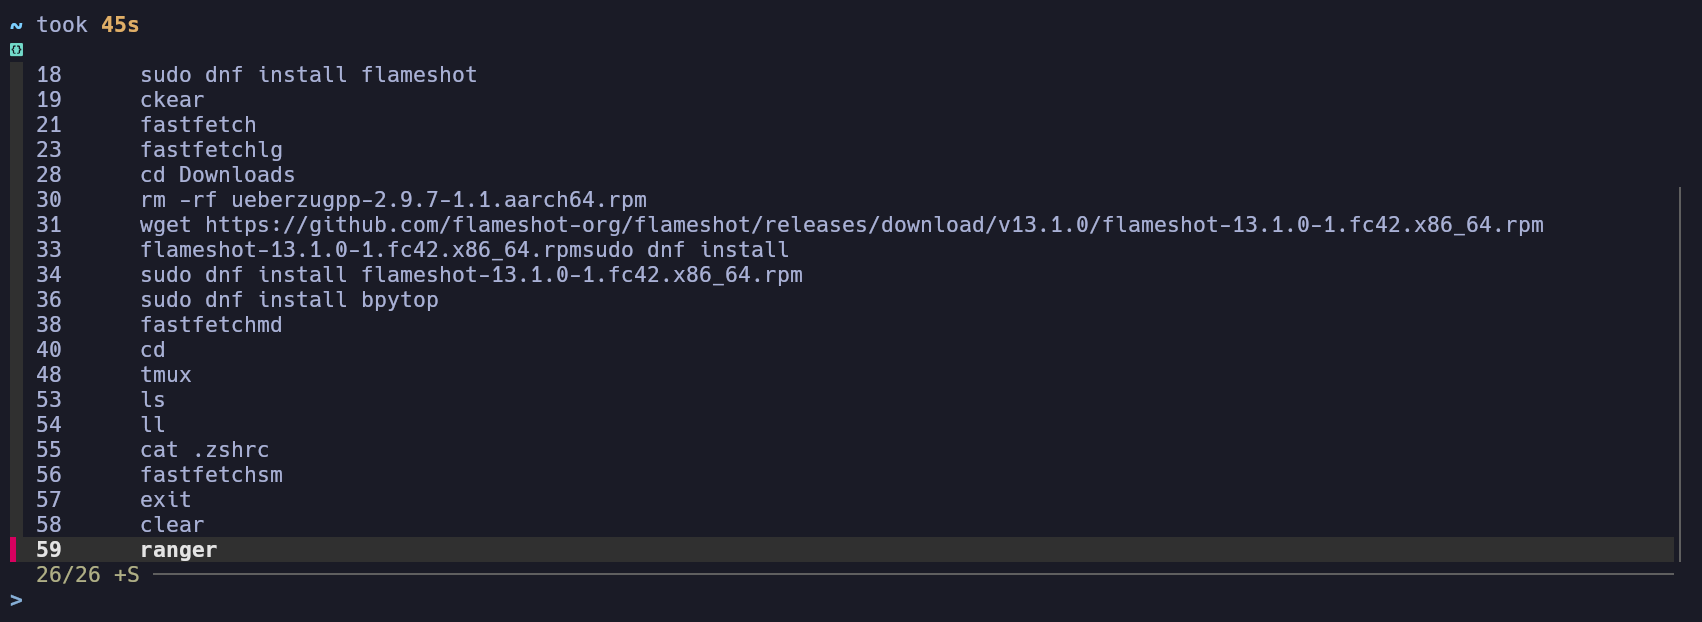 ~ took 45s
{}
18 sudo dnf install flameshot
19 ckear
21 fastfetch
23 fastfetchlg
28 cd Downloads
30 rm -rf ueberzugpp-2.9.7-1.1.aarch64.rpm
31 wget https://github.com/flameshot-org/flameshot/releases/download/v13.1.0/flameshot-13.1.0-1.fc42.x86_64.rpm
33 flameshot-13.1.0-1.fc42.x86_64.rpmsudo dnf install
34 sudo dnf install flameshot-13.1.0-1.fc42.x86_64.rpm
36 sudo dnf install bpytop
38 fastfetchmd
40 cd
48 tmux
53 ls
54 ll
55 cat .zshrc
56 fastfetchsm
57 exit
58 clear
59 ranger
26/26 +S
>